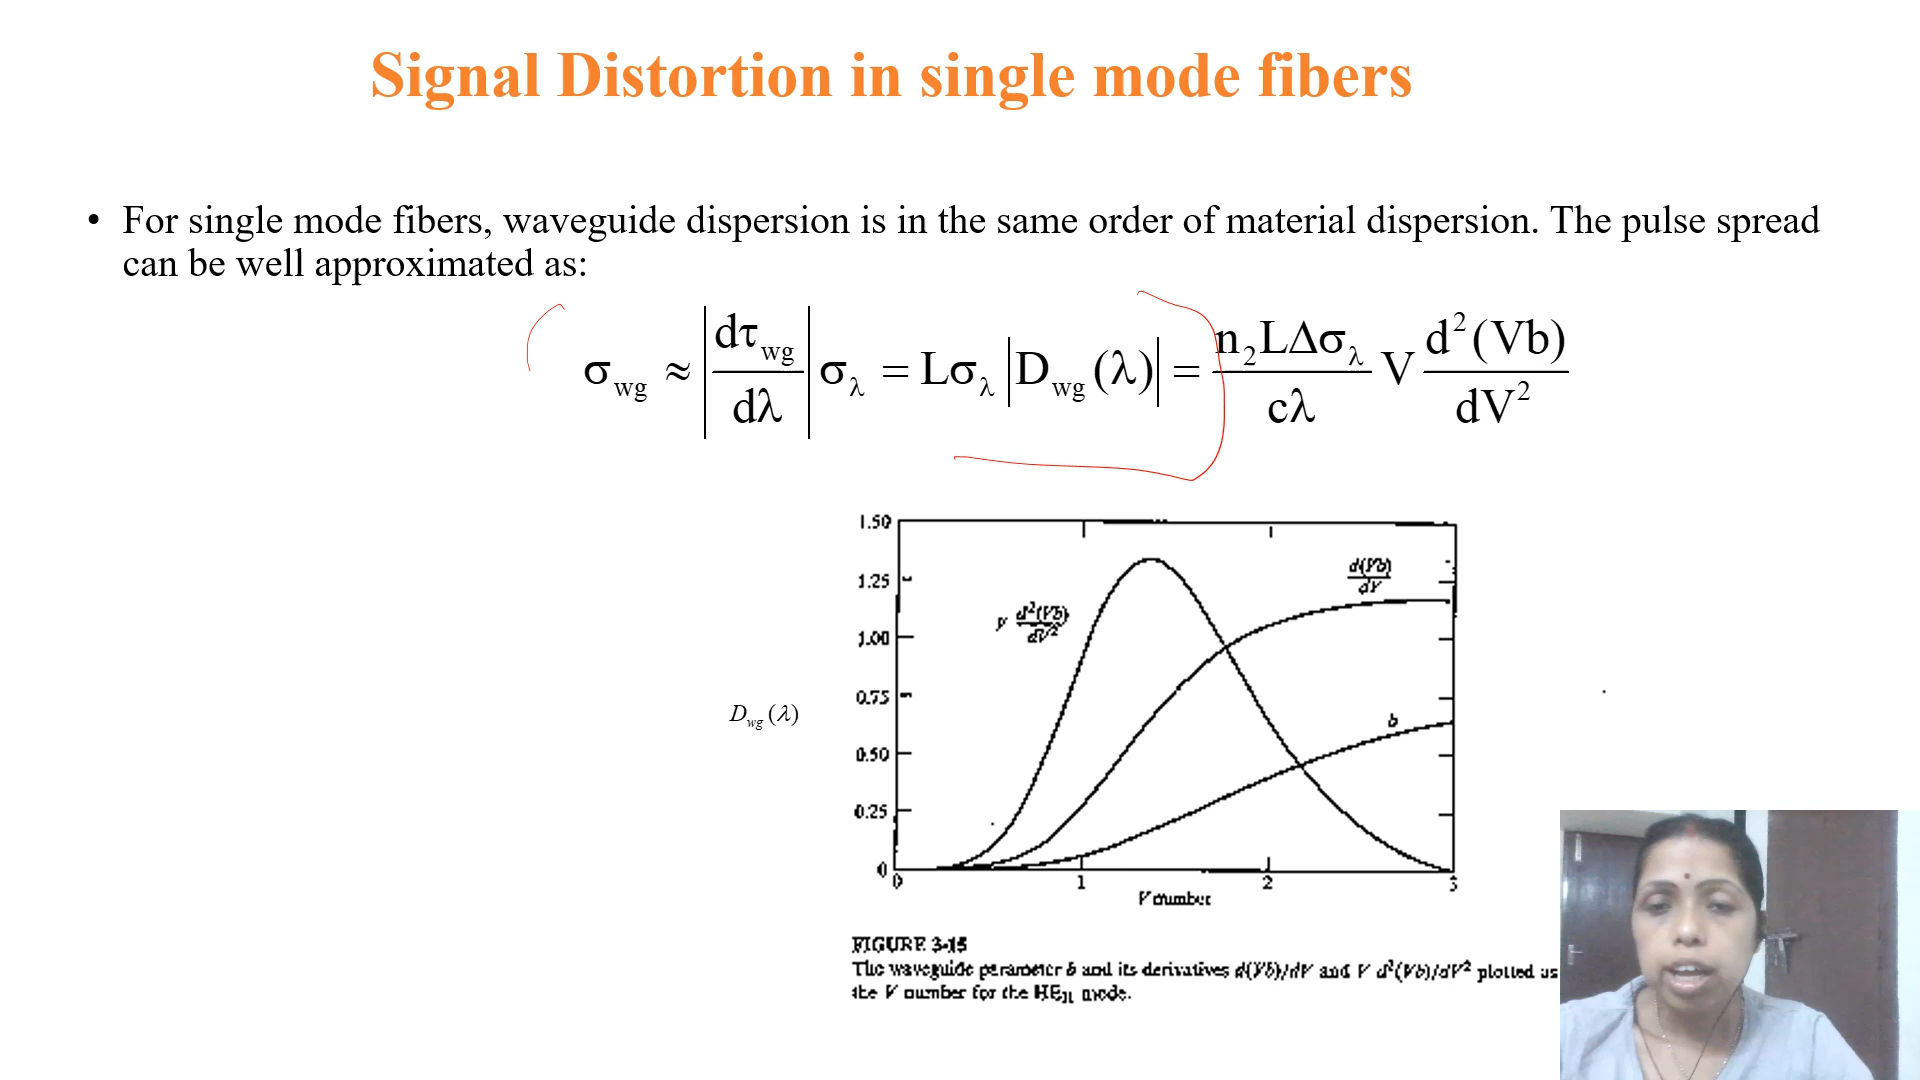 Signal Distortion in single mode fibers
• For single mode fibers, waveguide dispersion is in the same order of material dispersion. The pulse spread
can be well approximated as:
σ_wg ≈ |dτ_wg/dλ| σ_λ = Lσ_λ |D_wg(λ)| = n₂LΔσ_λ/cλ V d²(Vb)/dV²
1.50
d(Vb)/dV
1.25
V d²(Vb)/dV²
1.00
0.75
D_wg(λ)
b
0.50
0.25
0
0 1 2 3
V number
FIGURE 3-15
The waveguide parameter b and its derivatives d(Vb)/dV and V d²(Vb)/dV² plotted as
the V number for the HE₁₁ mode.